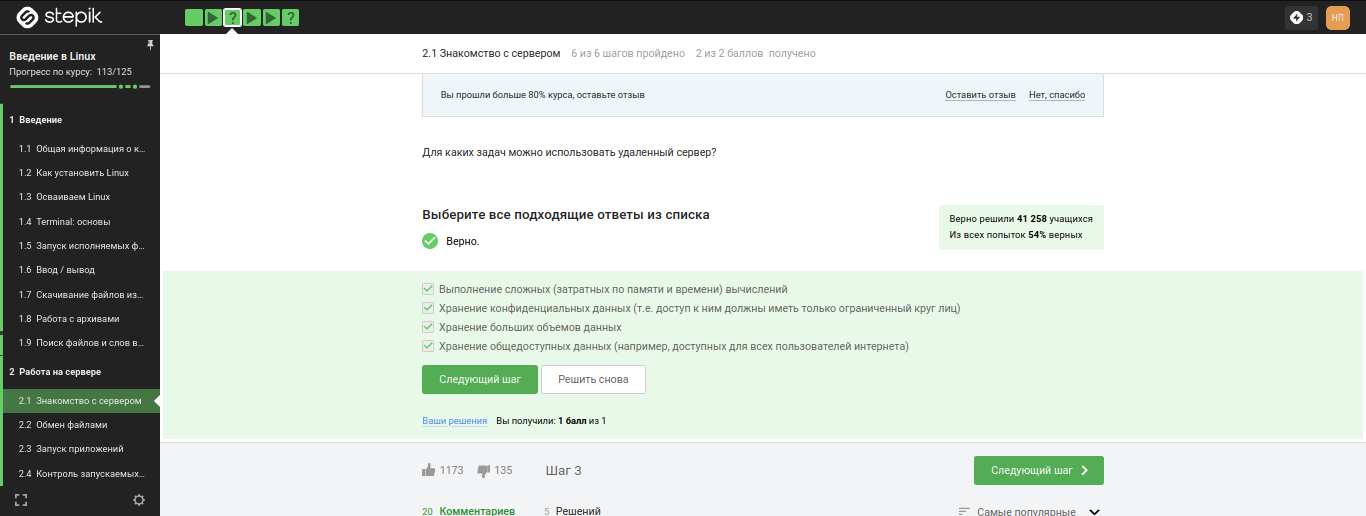 stepik
?
?
3
НП
Введение в Linux
Прогресс по курсу: 113/125
1 Введение
1.1 Общая информация о к...
1.2 Как установить Linux
1.3 Осваиваем Linux
1.4 Terminal: основы
1.5 Запуск исполняемых ф...
1.6 Ввод / вывод
1.7 Скачивание файлов из...
1.8 Работа с архивами
1.9 Поиск файлов и слов в...
2 Работа на сервере
2.1 Знакомство с сервером
2.2 Обмен файлами
2.3 Запуск приложений
2.4 Контроль запускаемых...
2.1 Знакомство с сервером 6 из 6 шагов пройдено 2 из 2 баллов получено
Вы прошли больше 80% курса, оставьте отзыв Оставить отзыв Нет, спасибо
Для каких задач можно использовать удаленный сервер?
Выберите все подходящие ответы из списка
Верно.
Верно решили 41 258 учащихся
Из всех попыток 54% верных
Выполнение сложных (затратных по памяти и времени) вычислений
Хранение конфиденциальных данных (т.е. доступ к ним должны иметь только ограниченный круг лиц)
Хранение больших объемов данных
Хранение общедоступных данных (например, доступных для всех пользователей интернета)
Следующий шаг Решить снова
Ваши решения Вы получили: 1 балл из 1
1173 135 Шаг 3 Следующий шаг
20 Комментариев 5 Решений Самые популярные